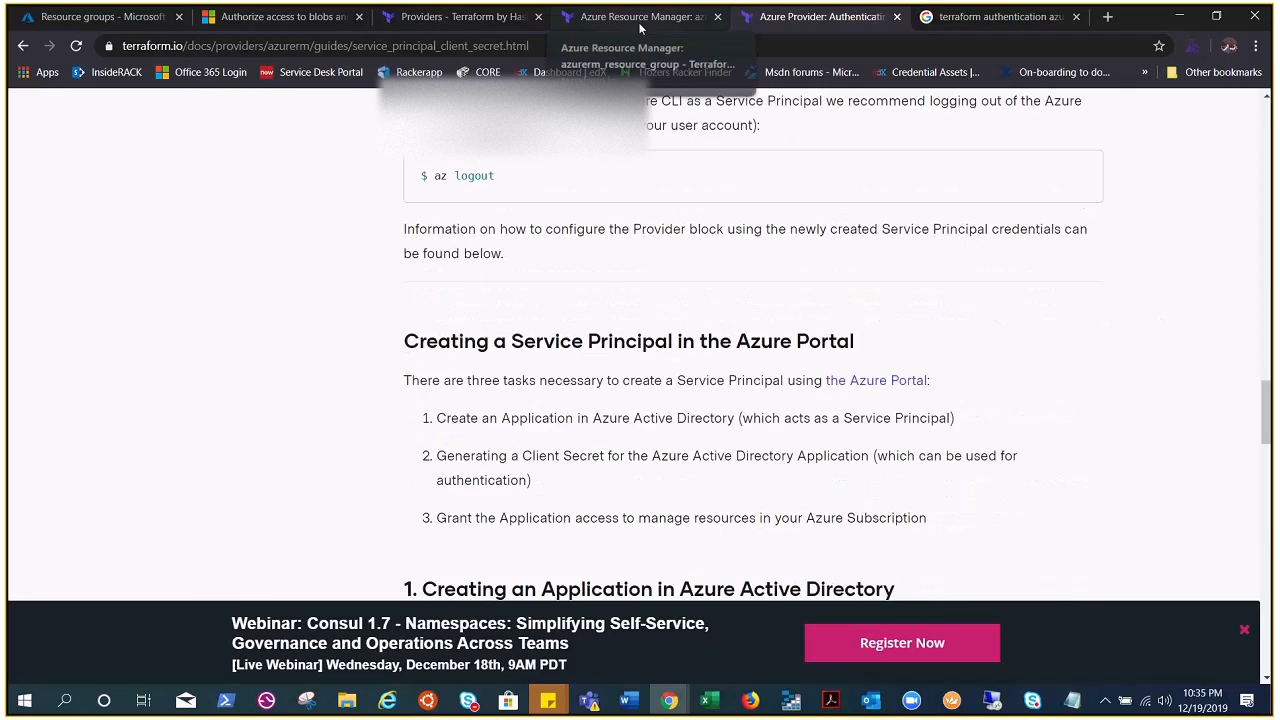 Resource groups - Microsoft
Authorize access to blobs an
Providers - Terraform by Has
Azure Resource Manager: az
Azure Provider: Authenticatin
terraform authentication azu
terraform.io/docs/providers/azurerm/guides/service_principal_client_secret.html
Azure Resource Manager:
azurerm_resource_group - Terrafor...
Apps
InsideRACK
Office 365 Login
Service Desk Portal
Rackerapp
CORE
Dashboard | edX
Hozers Racker Finder
Msdn forums - Micr...
Credential Assets |...
On-boarding to do...
»
Other bookmarks
re CLI as a Service Principal we recommend logging out of the Azure
our user account):
$ az logout
Information on how to configure the Provider block using the newly created Service Principal credentials can
be found below.
Creating a Service Principal in the Azure Portal
There are three tasks necessary to create a Service Principal using the Azure Portal:
1. Create an Application in Azure Active Directory (which acts as a Service Principal)
2. Generating a Client Secret for the Azure Active Directory Application (which can be used for
authentication)
3. Grant the Application access to manage resources in your Azure Subscription
1. Creating an Application in Azure Active Directory
Webinar: Consul 1.7 - Namespaces: Simplifying Self-Service,
Governance and Operations Across Teams
[Live Webinar] Wednesday, December 18th, 9AM PDT
Register Now
10:35 PM
12/19/2019